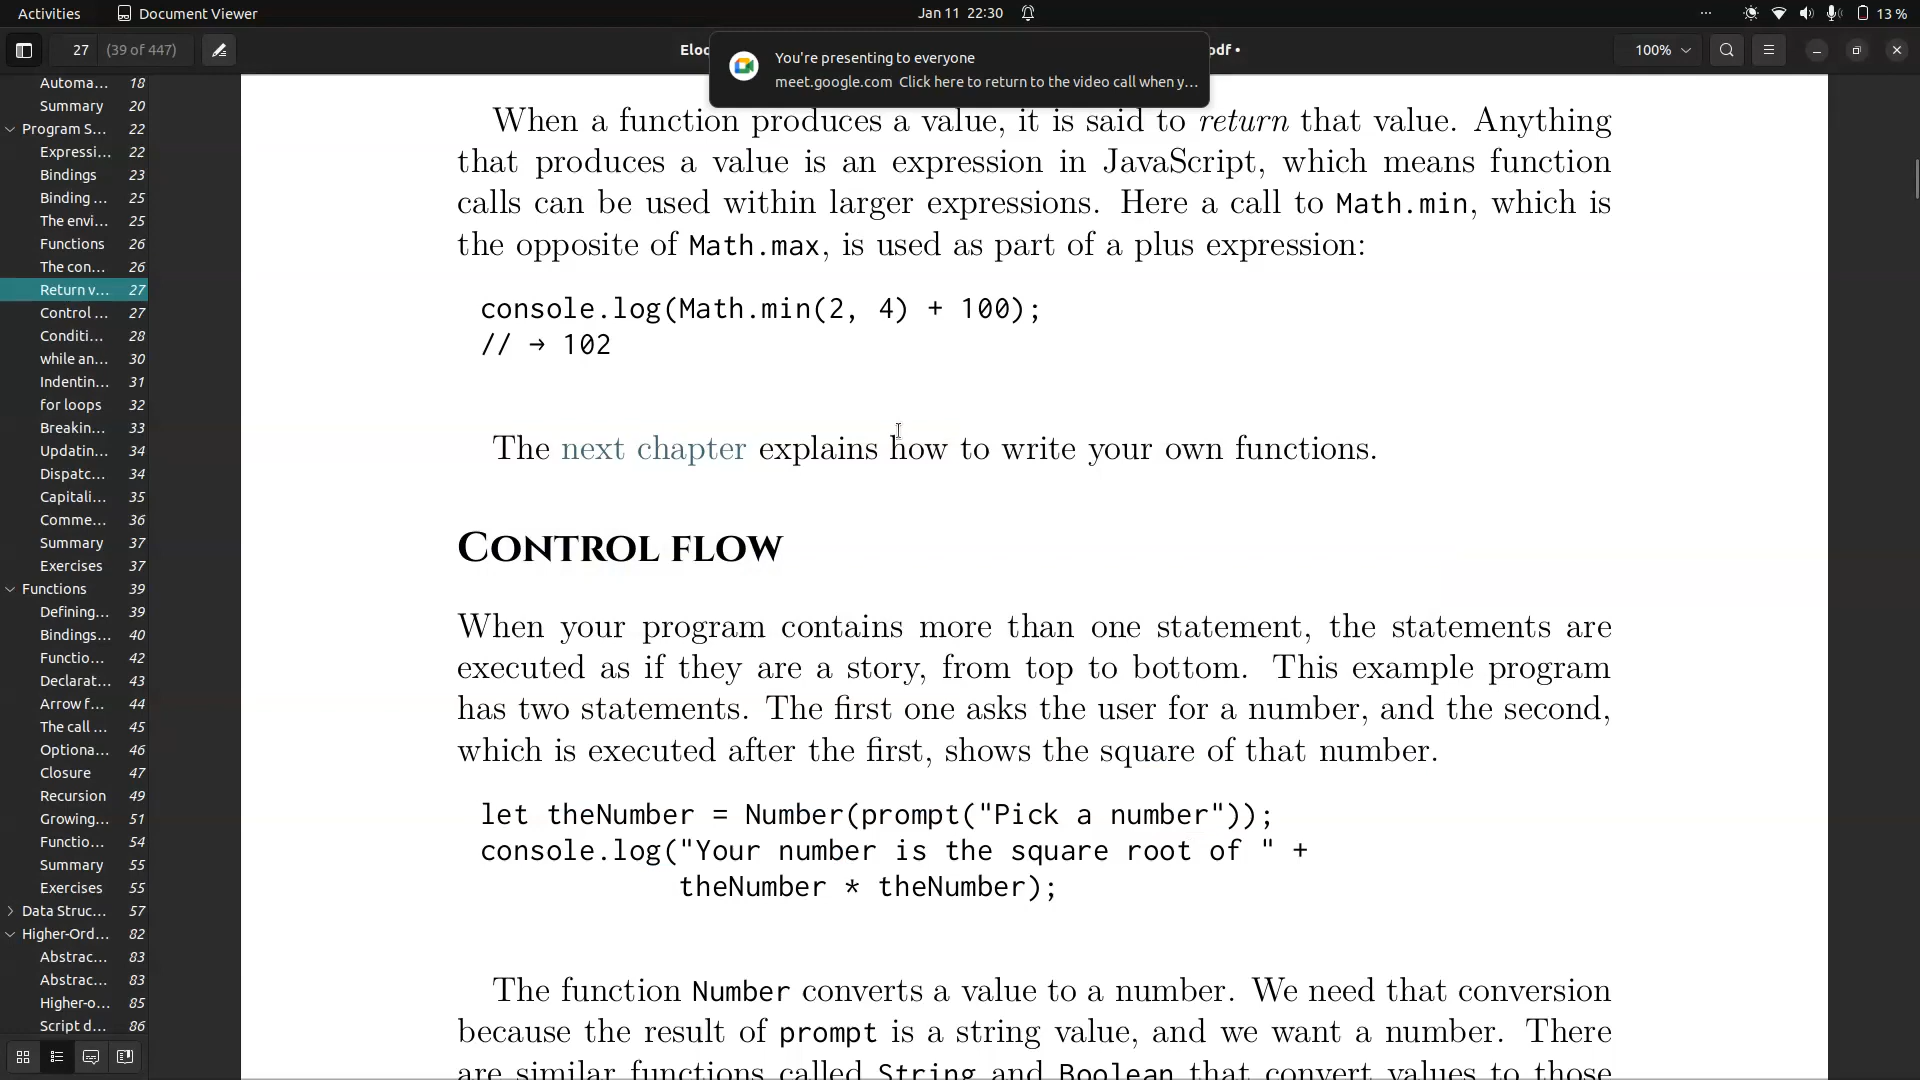 Activities
Document Viewer
Jan 11 22:30
13 %
27
(39 of 447)
Eloc
odf •
100%
You're presenting to everyone
meet.google.com Click here to return to the video call when y...
Automa... 18
Summary 20
Program S... 22
Expressi... 22
Bindings 23
Binding ... 25
The envi... 25
Functions 26
The con... 26
Return v... 27
Control ... 27
Conditi... 28
while an... 30
Indentin... 31
for loops 32
Breakin... 33
Updatin... 34
Dispatc... 34
Capitali... 35
Comme... 36
Summary 37
Exercises 37
Functions 39
Defining... 39
Bindings... 40
Functio... 42
Declarat... 43
Arrow f... 44
The call ... 45
Optiona... 46
Closure 47
Recursion 49
Growing... 51
Functio... 54
Summary 55
Exercises 55
Data Struc... 57
Higher-Ord... 82
Abstrac... 83
Abstrac... 83
Higher-o... 85
Script d... 86
When a function produces a value, it is said to return that value. Anything
that produces a value is an expression in JavaScript, which means function
calls can be used within larger expressions. Here a call to Math.min, which is
the opposite of Math.max, is used as part of a plus expression:
console.log(Math.min(2, 4) + 100);
// → 102
The next chapter explains how to write your own functions.
CONTROL FLOW
When your program contains more than one statement, the statements are
executed as if they are a story, from top to bottom. This example program
has two statements. The first one asks the user for a number, and the second,
which is executed after the first, shows the square of that number.
let theNumber = Number(prompt("Pick a number"));
console.log("Your number is the square root of " +
theNumber * theNumber);
The function Number converts a value to a number. We need that conversion
because the result of prompt is a string value, and we want a number. There
are similar functions called String and Boolean that convert values to those